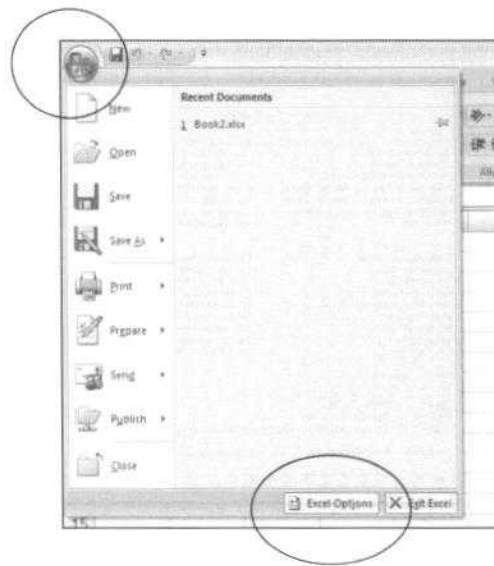 Recent Documents
1 Book2.xlsx
New
Open
Save
Save As
Print
Prepare
Send
Publish
Close
Excel Options
Exit Excel
15